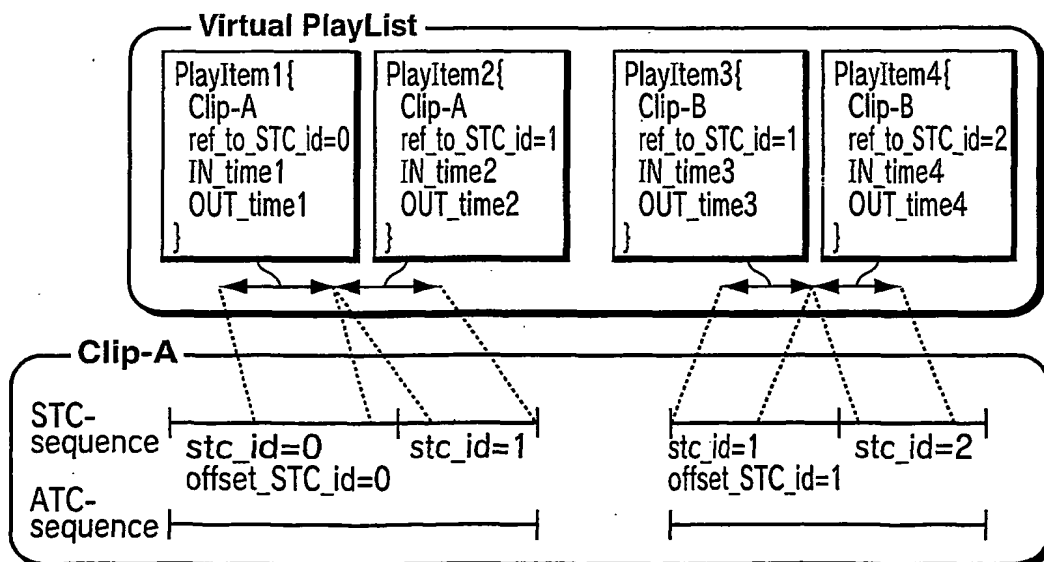 Virtual PlayList
PlayItem1{
Clip-A
ref_to_STC_id=0
IN_time1
OUT_time1
}
PlayItem2{
Clip-A
ref_to_STC_id=1
IN_time2
OUT_time2
}
PlayItem3{
Clip-B
ref_to_STC_id=1
IN_time3
OUT_time3
}
PlayItem4{
Clip-B
ref_to_STC_id=2
IN_time4
OUT_time4
}
Clip-A
STC-
sequence
stc_id=0
offset_STC_id=0
stc_id=1
stc_id=1
offset_STC_id=1
stc_id=2
ATC-
sequence